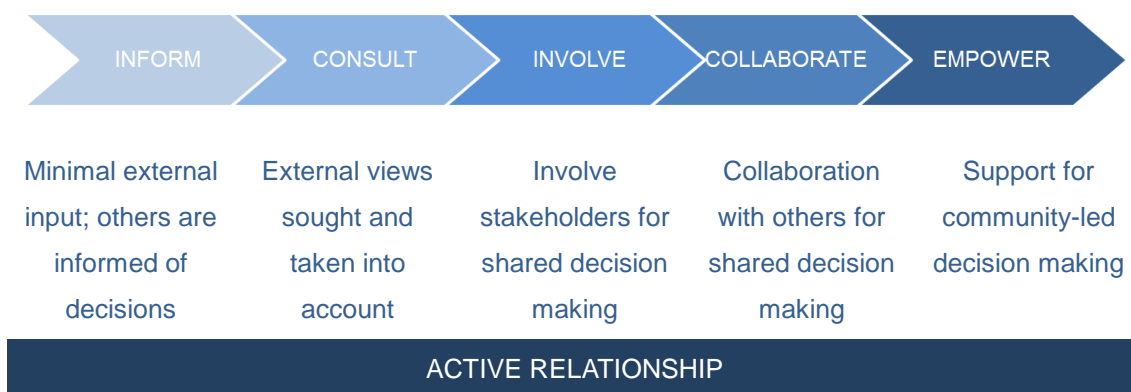 INFORM
CONSULT
INVOLVE
COLLABORATE
EMPOWER
Minimal external
input; others are
informed of
decisions
External views
sought and
taken into
account
Involve
stakeholders for
shared decision
making
Collaboration
with others for
shared decision
making
Support for
community-led
decision making
ACTIVE RELATIONSHIP